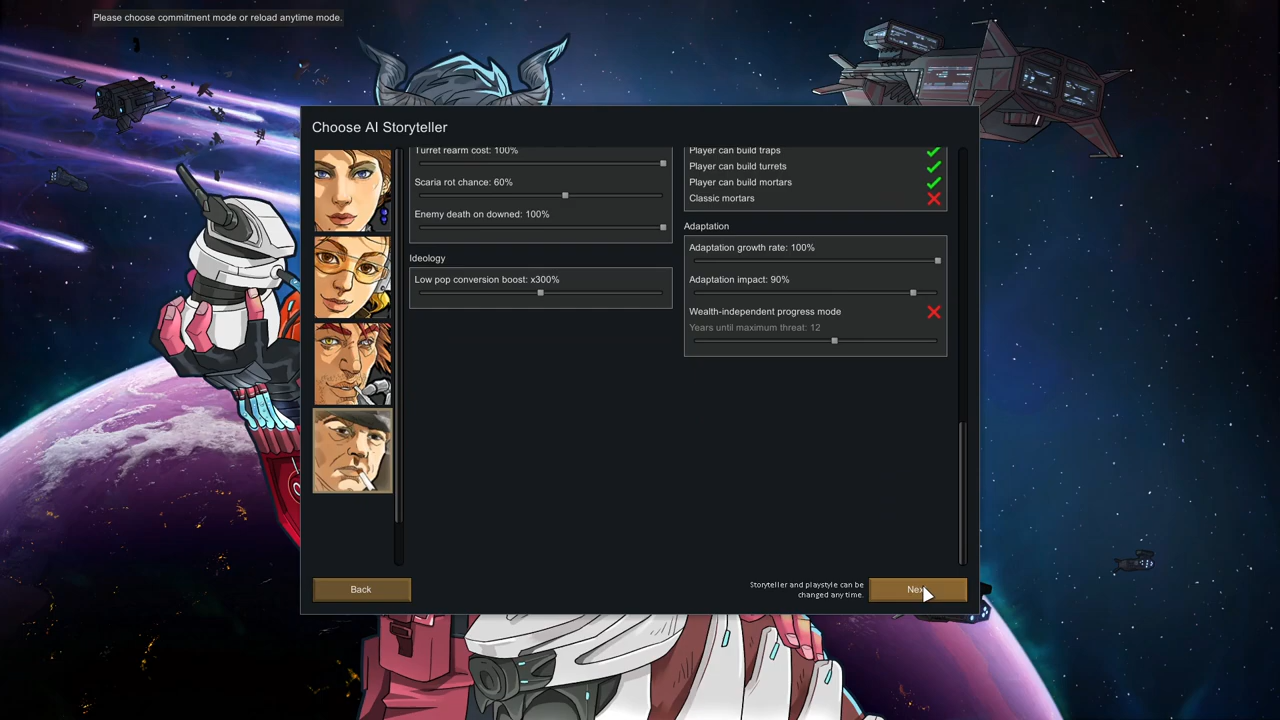 Please choose commitment mode or reload anytime mode.
Choose AI Storyteller
Turret rearm cost: 100%
Scaria rot chance: 60%
Enemy death on downed: 100%
Ideology
Low pop conversion boost: x300%
Player can build traps
Player can build turrets
Player can build mortars
Classic mortars
Adaptation
Adaptation growth rate: 100%
Adaptation impact: 90%
Wealth-independent progress mode
Years until maximum threat: 12
Back
Storyteller and playstyle can be
changed any time.
Next